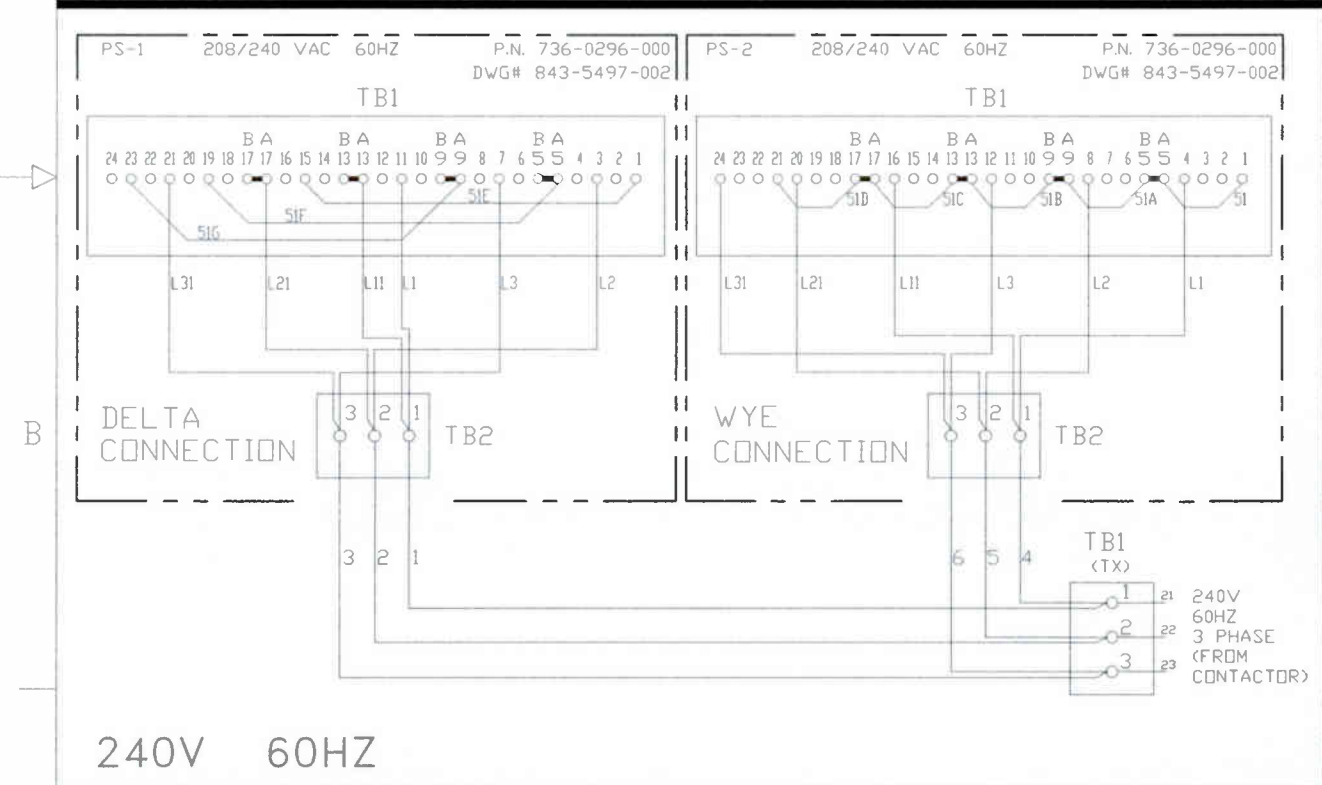 PS-1 208/240 VAC 60HZ P.N. 736-0296-000
DWG# 843-5497-002
TB1
B A B A B A B A
24 23 22 21 20 19 18 17 17 16 15 14 13 13 12 11 10 9 9 8 7 6 5 5 4 3 2 1
51E
51F
51G
L31 L21 L11 L1 L3 L2
DELTA
CONNECTION
3 2 1
TB2
PS-2 208/240 VAC 60HZ P.N. 736-0296-000
DWG# 843-5497-002
TB1
B A B A B A B A
24 23 22 21 20 19 18 17 17 16 15 14 13 13 12 11 10 9 9 8 7 6 5 5 4 3 2 1
51D 51C 51B 51A 51
L31 L21 L11 L3 L2 L1
WYE
CONNECTION
3 2 1
TB2
B
3 2 1
6 5 4
TB1
(TX)
1 21
2 22
3 23
240V
60HZ
3 PHASE
(FROM
CONTACTOR)
240V 60HZ